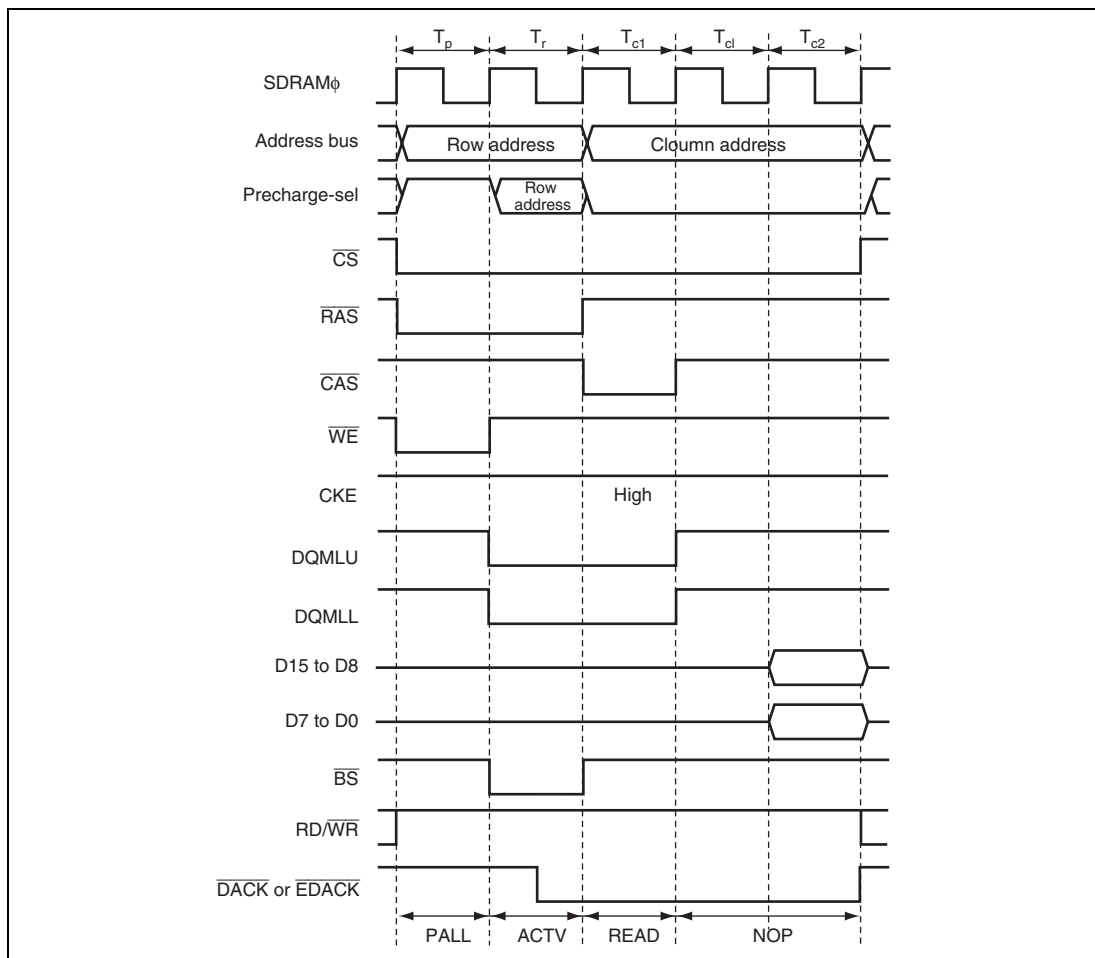 Tp Tr Tc1 Tcl Tc2
SDRAMϕ
Address bus Row address Cloumn address
Precharge-sel Row address
CS
RAS
CAS
WE
CKE High
DQMLU
DQMLL
D15 to D8
D7 to D0
BS
RD/WR
DACK or EDACK
PALL ACTV READ NOP